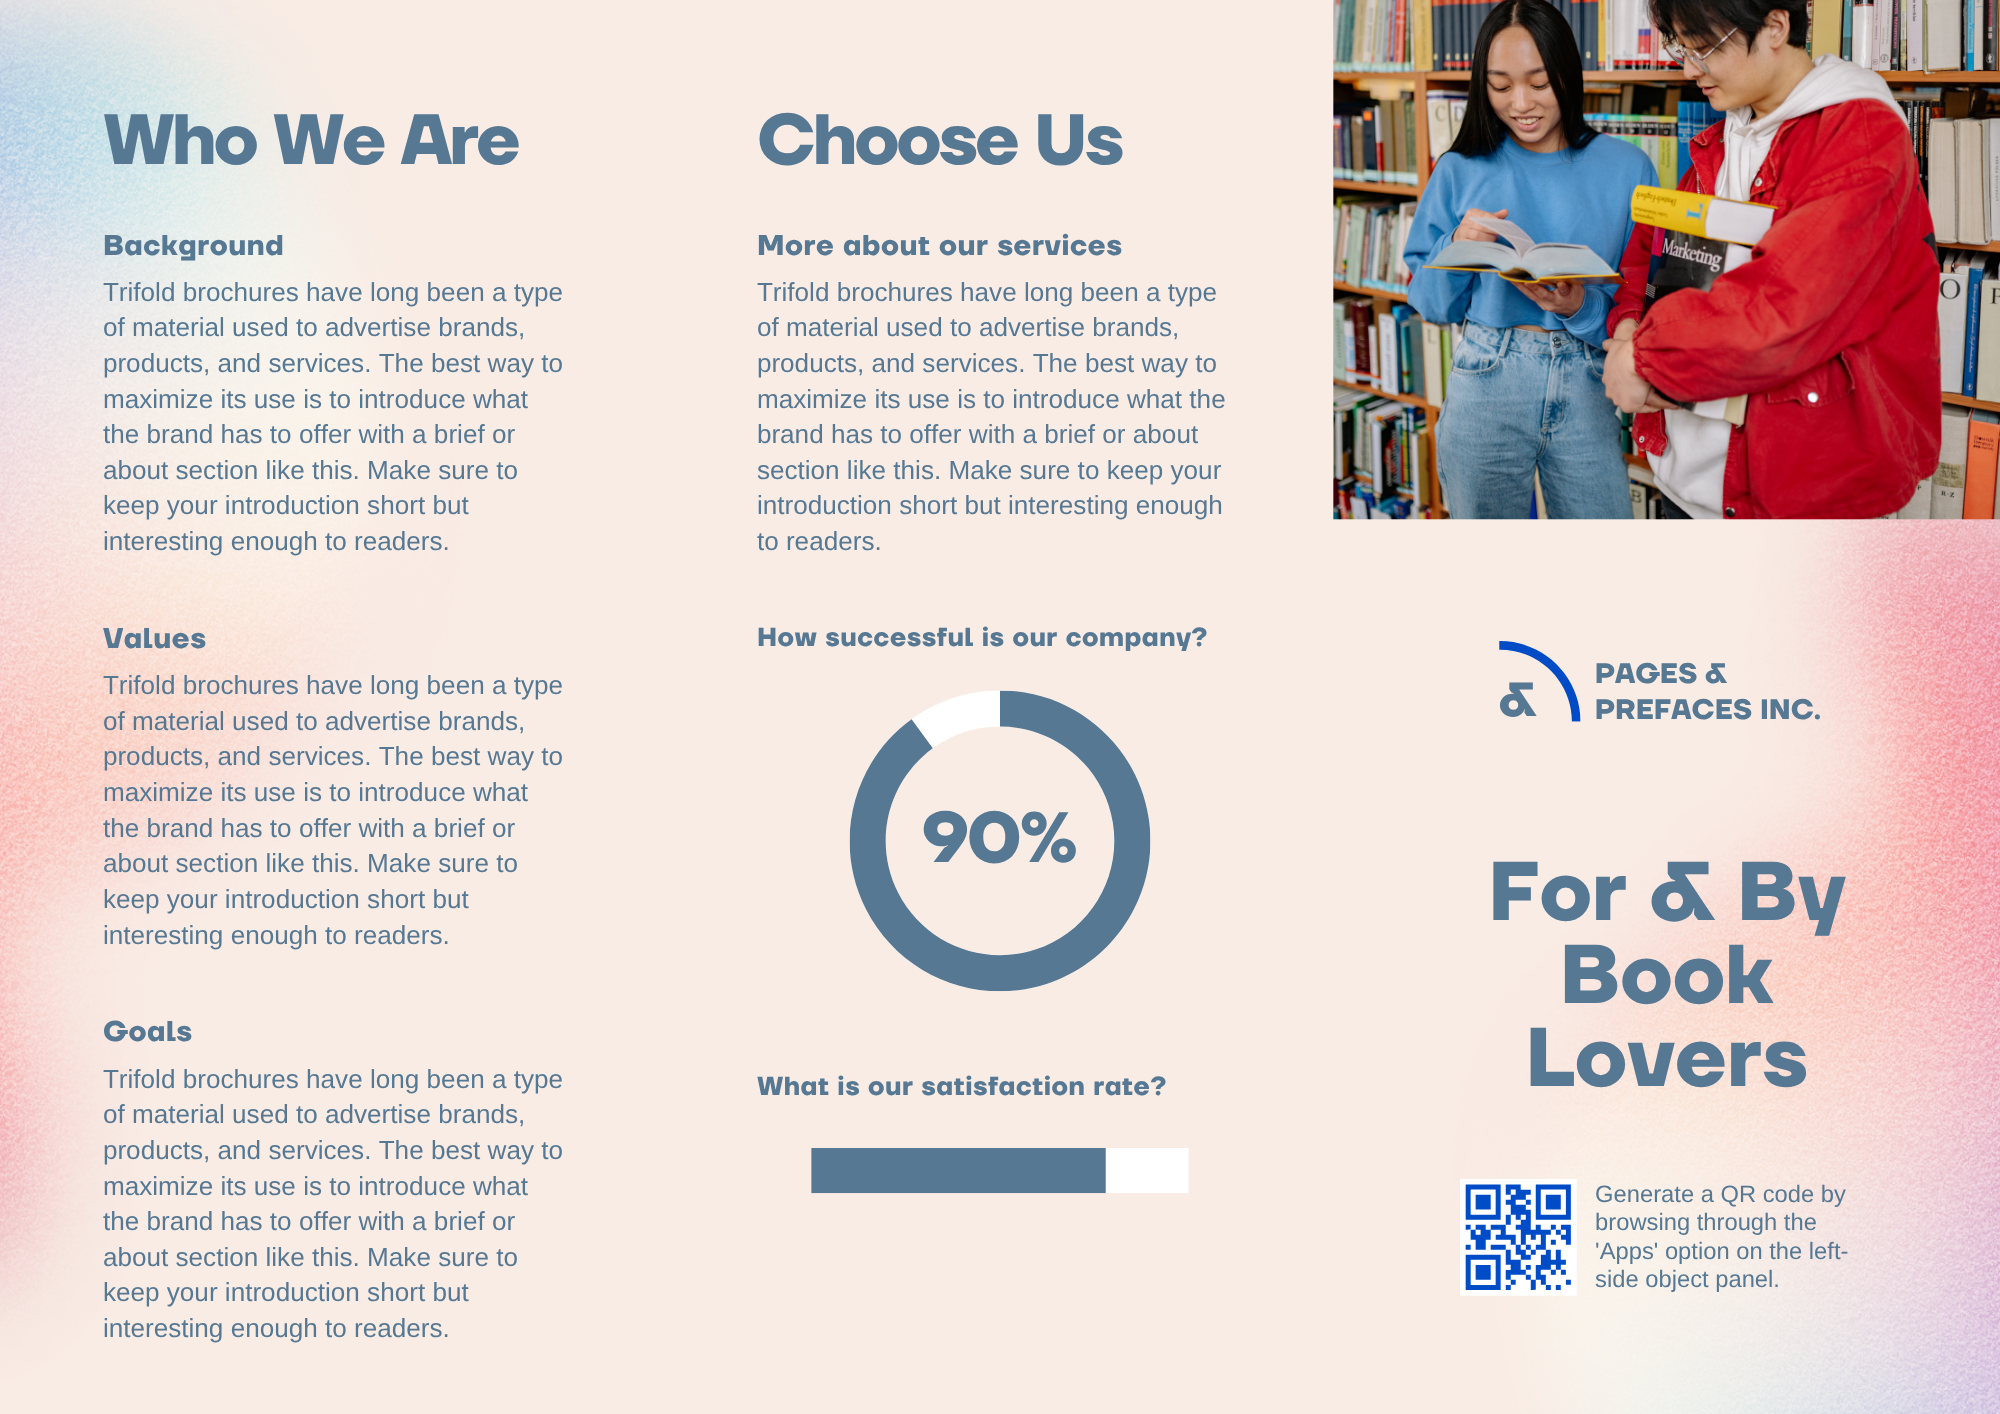 Who We Are
Background
Trifold brochures have long been a type
of material used to advertise brands,
products, and services. The best way to
maximize its use is to introduce what
the brand has to offer with a brief or
about section like this. Make sure to
keep your introduction short but
interesting enough to readers.
Values
Trifold brochures have long been a type
of material used to advertise brands,
products, and services. The best way to
maximize its use is to introduce what
the brand has to offer with a brief or
about section like this. Make sure to
keep your introduction short but
interesting enough to readers.
Goals
Trifold brochures have long been a type
of material used to advertise brands,
products, and services. The best way to
maximize its use is to introduce what
the brand has to offer with a brief or
about section like this. Make sure to
keep your introduction short but
interesting enough to readers.
Choose Us
More about our services
Trifold brochures have long been a type
of material used to advertise brands,
products, and services. The best way to
maximize its use is to introduce what the
brand has to offer with a brief or about
section like this. Make sure to keep your
introduction short but interesting enough
to readers.
How successful is our company?
90%
What is our satisfaction rate?
Marketing
R-Z
&
PAGES &
PREFACES INC.
For & By
Book
Lovers
Generate a QR code by
browsing through the
'Apps' option on the left-
side object panel.